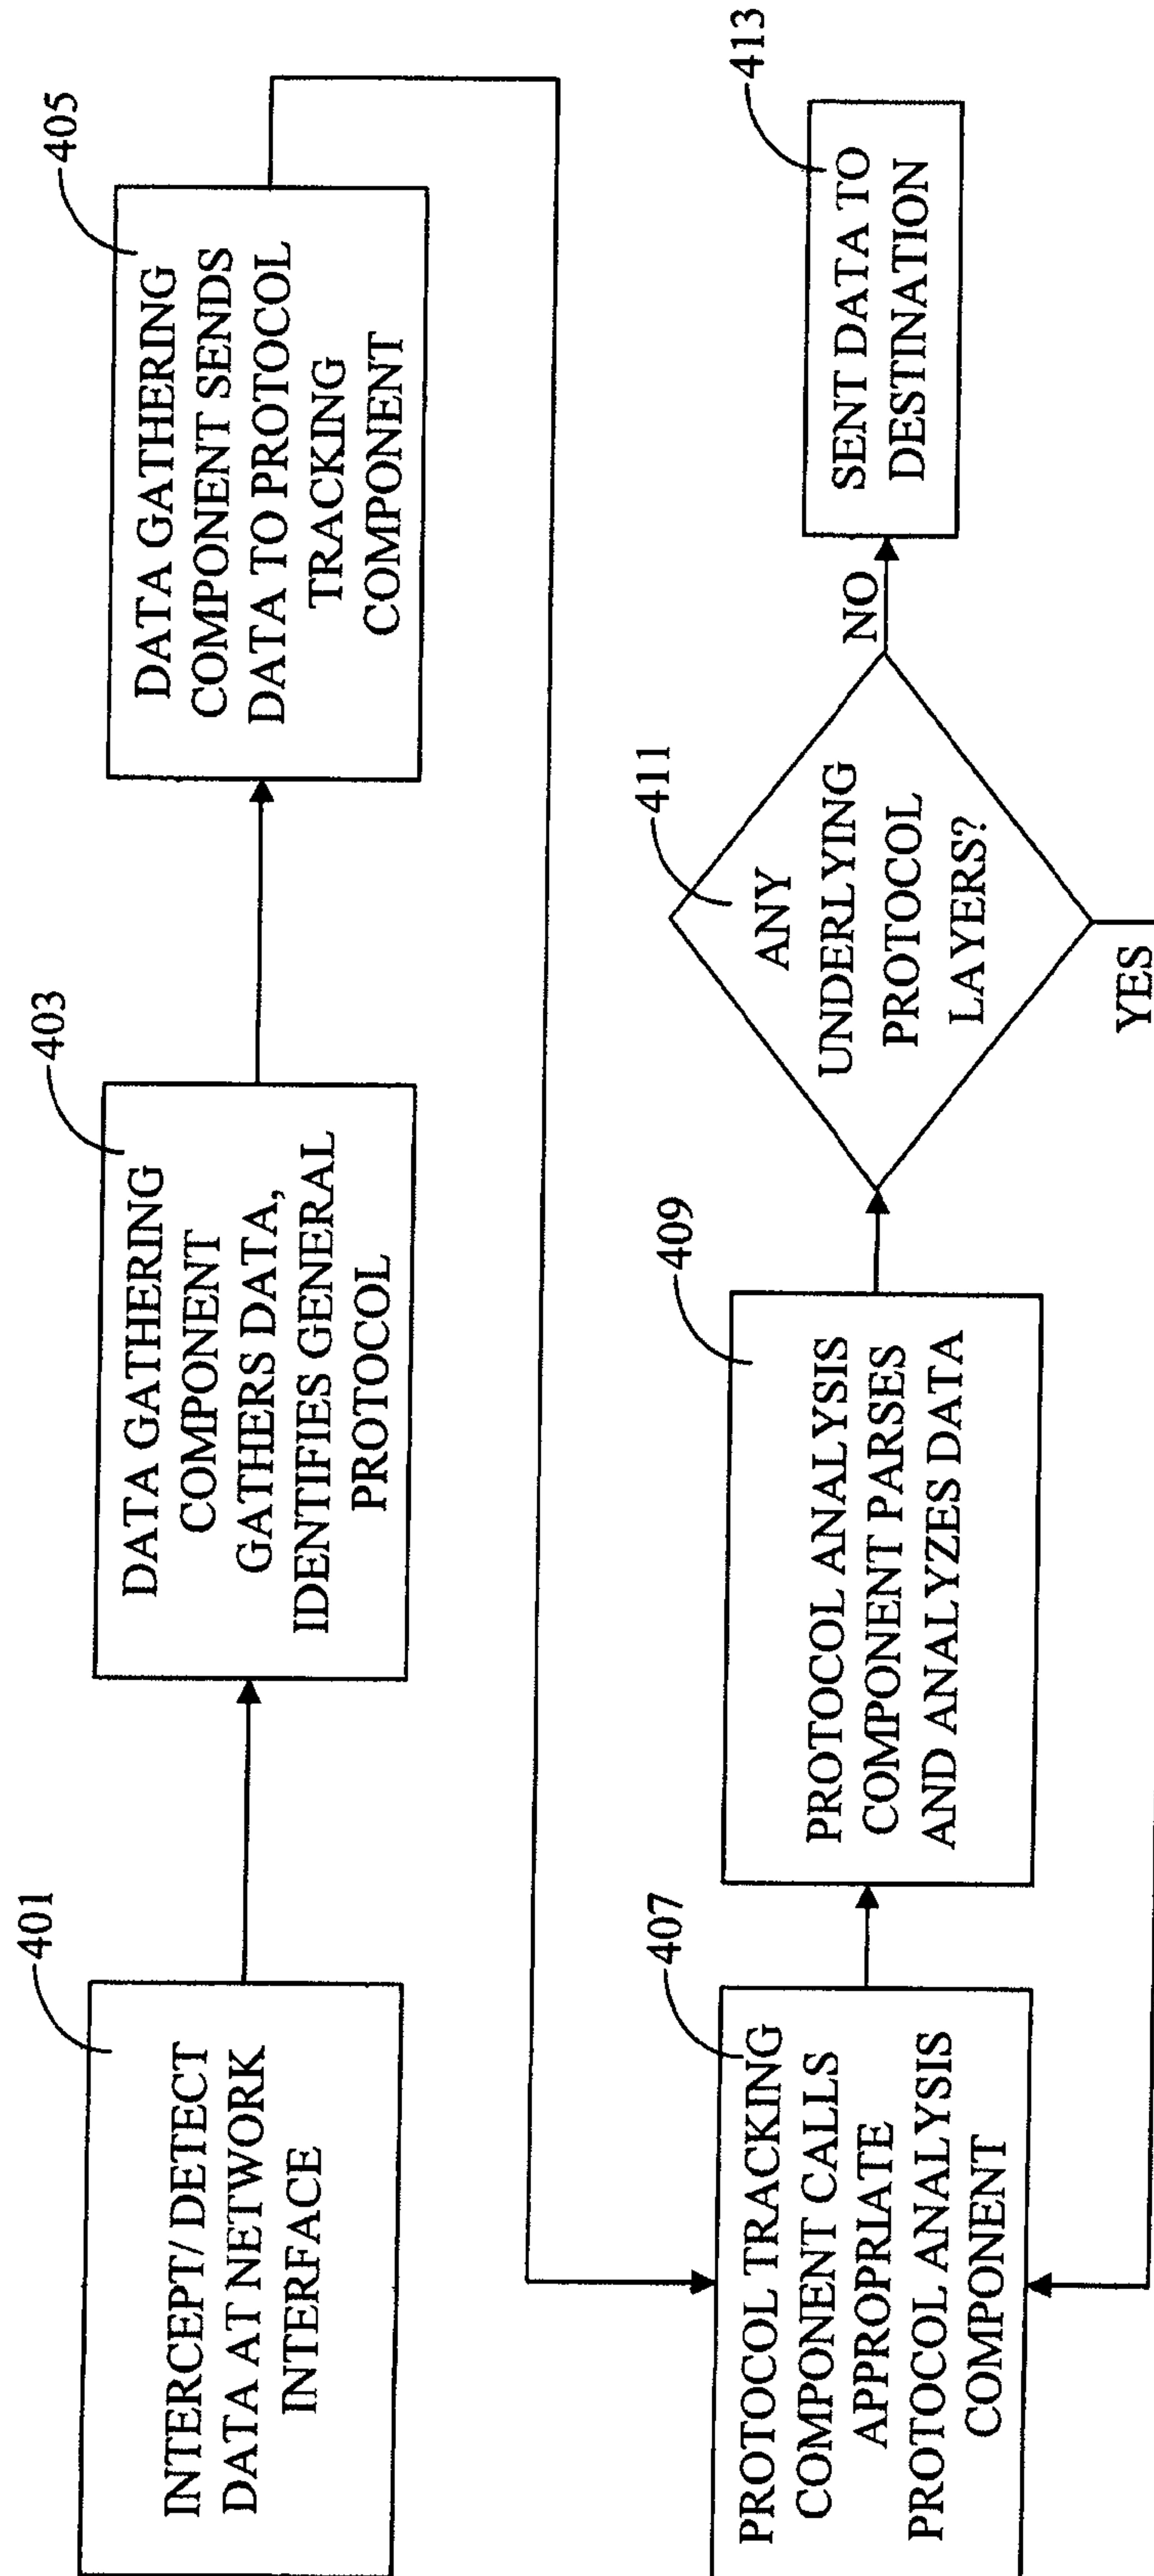 401
INTERCEPT/ DETECT
DATA AT NETWORK
INTERFACE
403
DATA GATHERING
COMPONENT
GATHERS DATA,
IDENTIFIES GENERAL
PROTOCOL
405
DATA GATHERING
COMPONENT SENDS
DATA TO PROTOCOL
TRACKING
COMPONENT
407
PROTOCOL TRACKING
COMPONENT CALLS
APPROPRIATE
PROTOCOL ANALYSIS
COMPONENT
409
PROTOCOL ANALYSIS
COMPONENT PARSES
AND ANALYZES DATA
411
ANY
UNDERLYING
PROTOCOL
LAYERS?
NO
YES
413
SENT DATA TO
DESTINATION